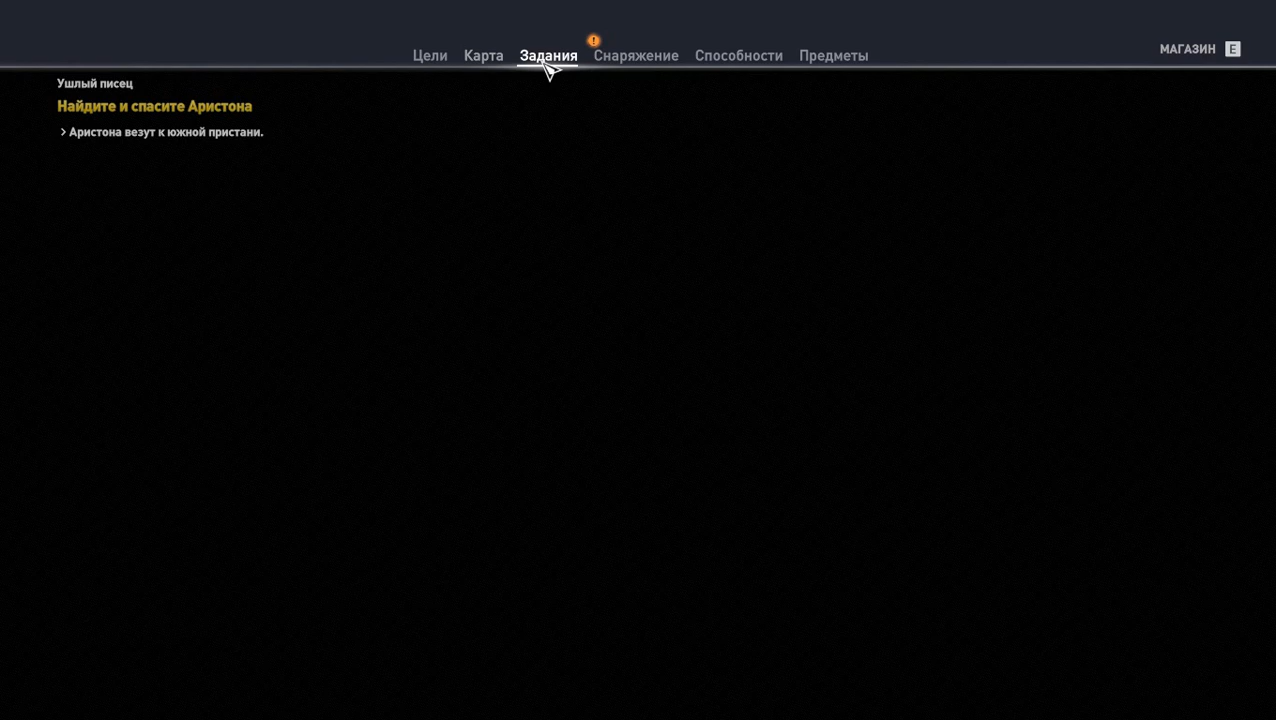 !
Цели Карта Задания Снаряжение Способности Предметы МАГАЗИН E
Ушлый писец
Найдите и спасите Аристона
> Аристона везут к южной пристани.